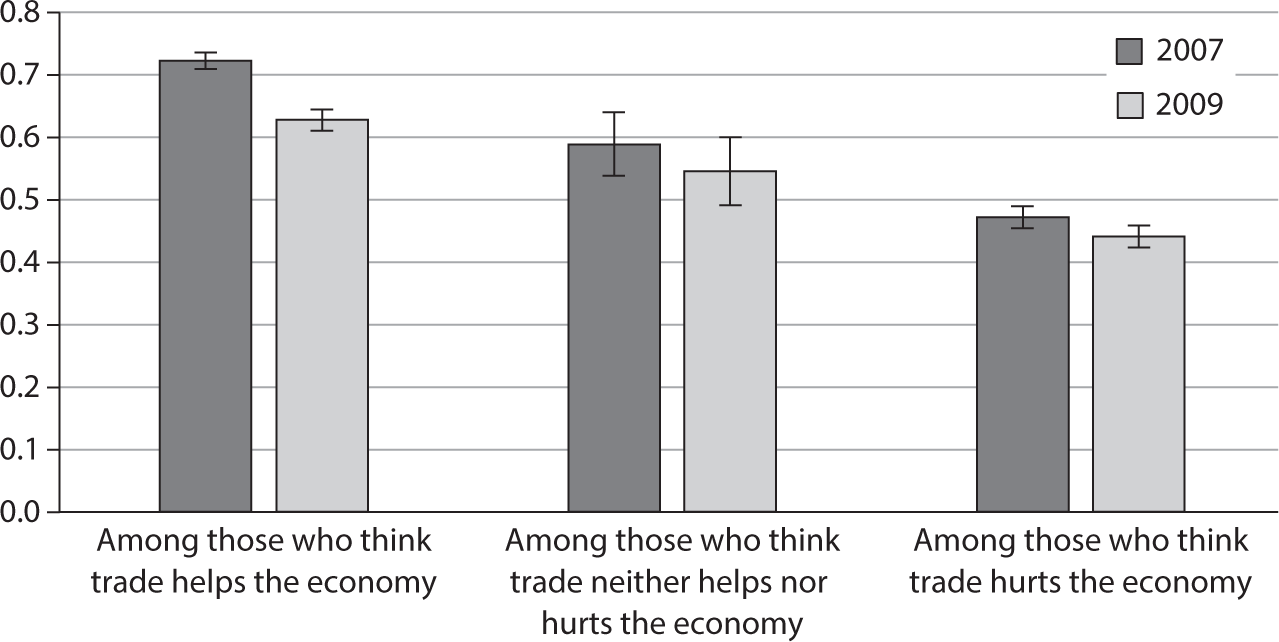 0.8
0.7
0.6
0.5
0.4
0.3
0.2
0.1
0.0
2007
2009
Among those who think
trade helps the economy
Among those who think
trade neither helps nor
hurts the economy
Among those who think
trade hurts the economy